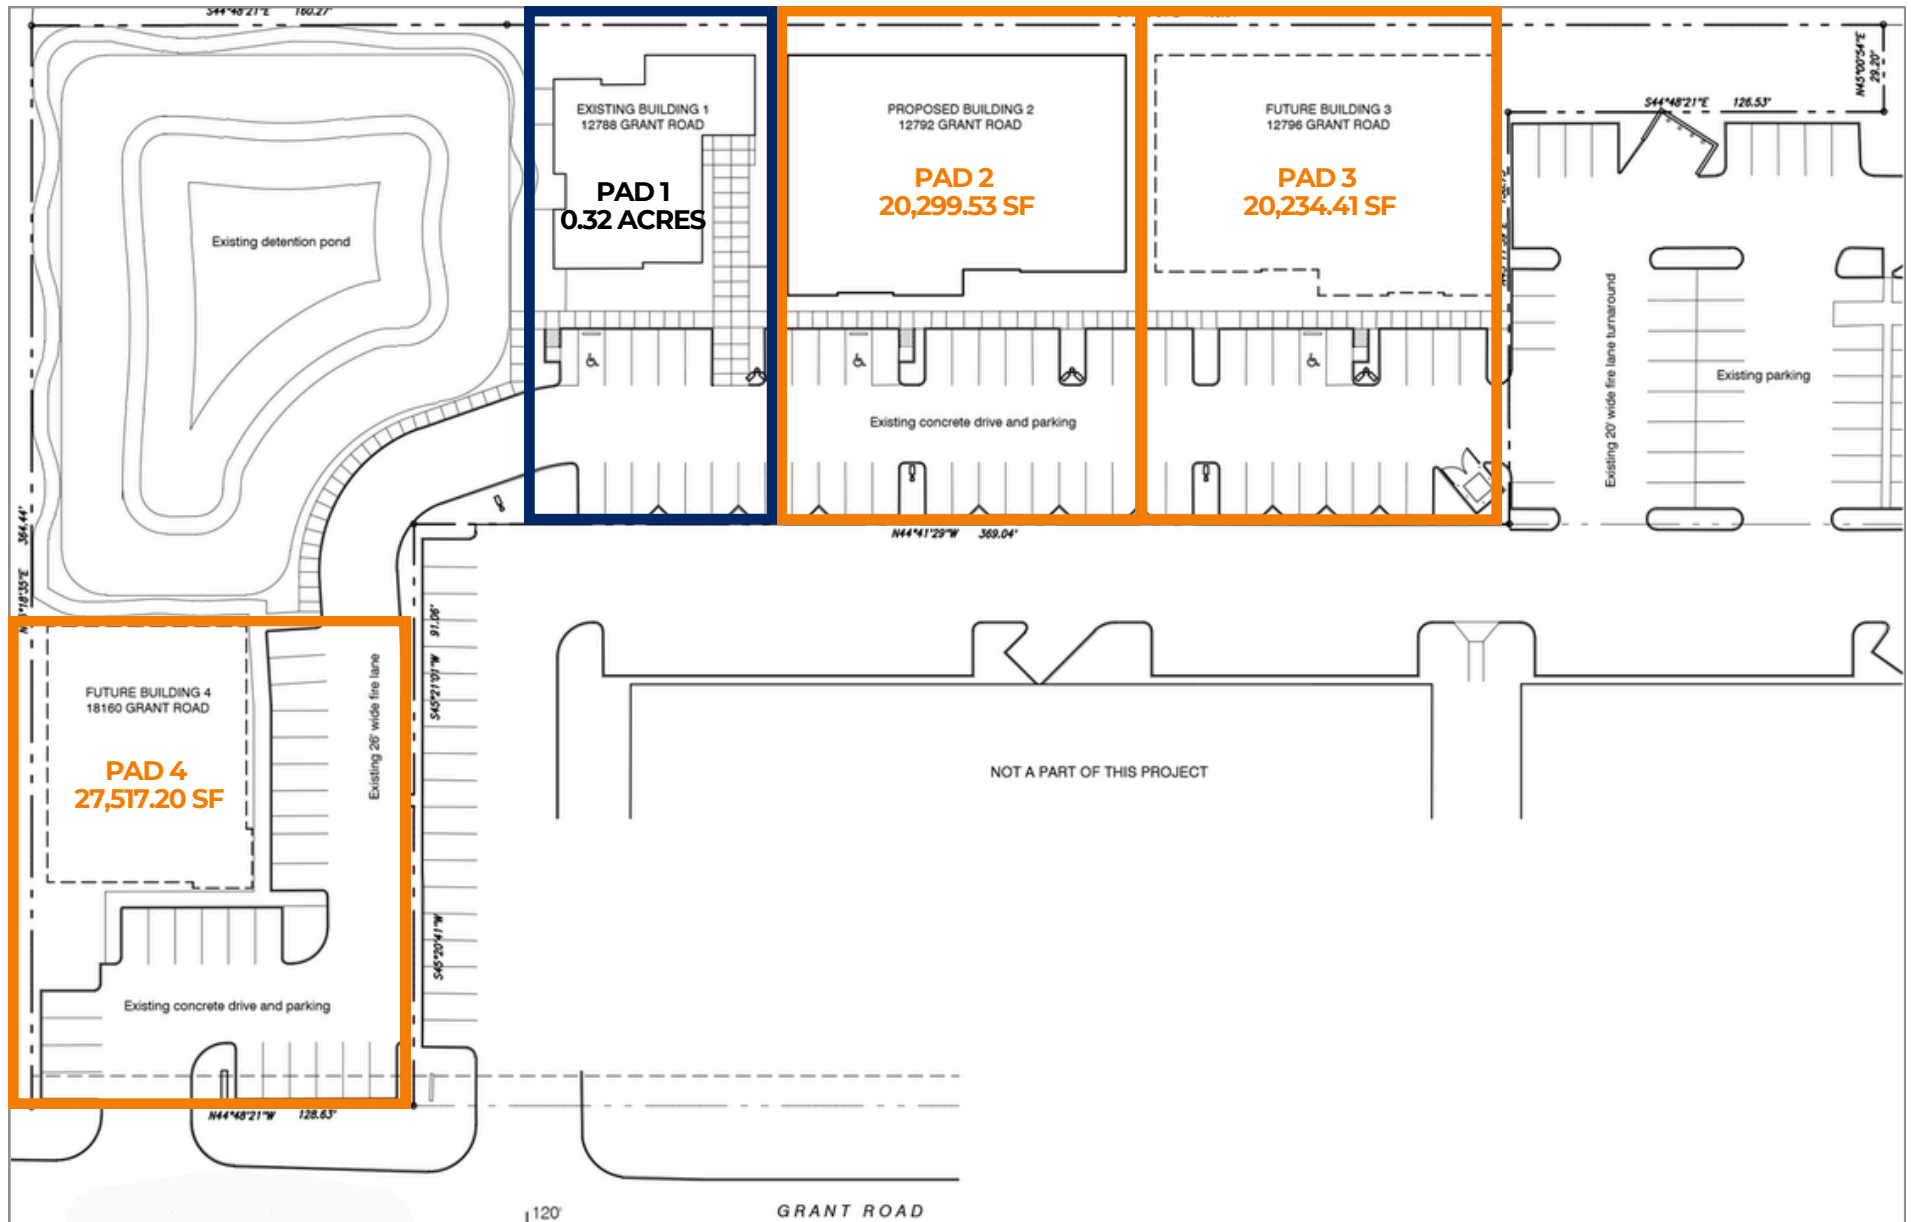 S44°48'21"E 160.27'
N45°00'54"E
29.20'
S44°48'21"E 126.53'
EXISTING BUILDING 1
12788 GRANT ROAD
PAD 1
0.32 ACRES
PROPOSED BUILDING 2
12792 GRANT ROAD
PAD 2
20,299.53 SF
FUTURE BUILDING 3
12796 GRANT ROAD
PAD 3
20,234.41 SF
Existing detention pond
Existing 20' wide fire lane turnaround
Existing parking
Existing concrete drive and parking
N44°41'29"W 369.04'
364.44'
S45°21'01"W 91.06'
Existing 26' wide fire lane
FUTURE BUILDING 4
18160 GRANT ROAD
PAD 4
27,517.20 SF
NOT A PART OF THIS PROJECT
S45°20'41"W
Existing concrete drive and parking
N44°48'21"W 128.63'
120'
GRANT ROAD